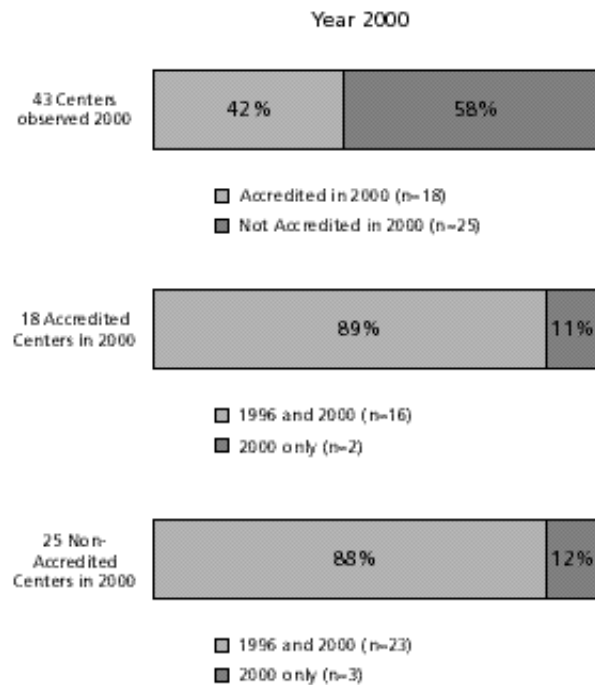 Year 2000
43 Centers
observed 2000
42%
58%
Accredited in 2000 (n=18)
Not Accredited in 2000 (n=25)
18 Accredited
Centers in 2000
89%
11%
1996 and 2000 (n=16)
2000 only (n=2)
25 Non-
Accredited
Centers in 2000
88%
12%
1996 and 2000 (n=23)
2000 only (n=3)